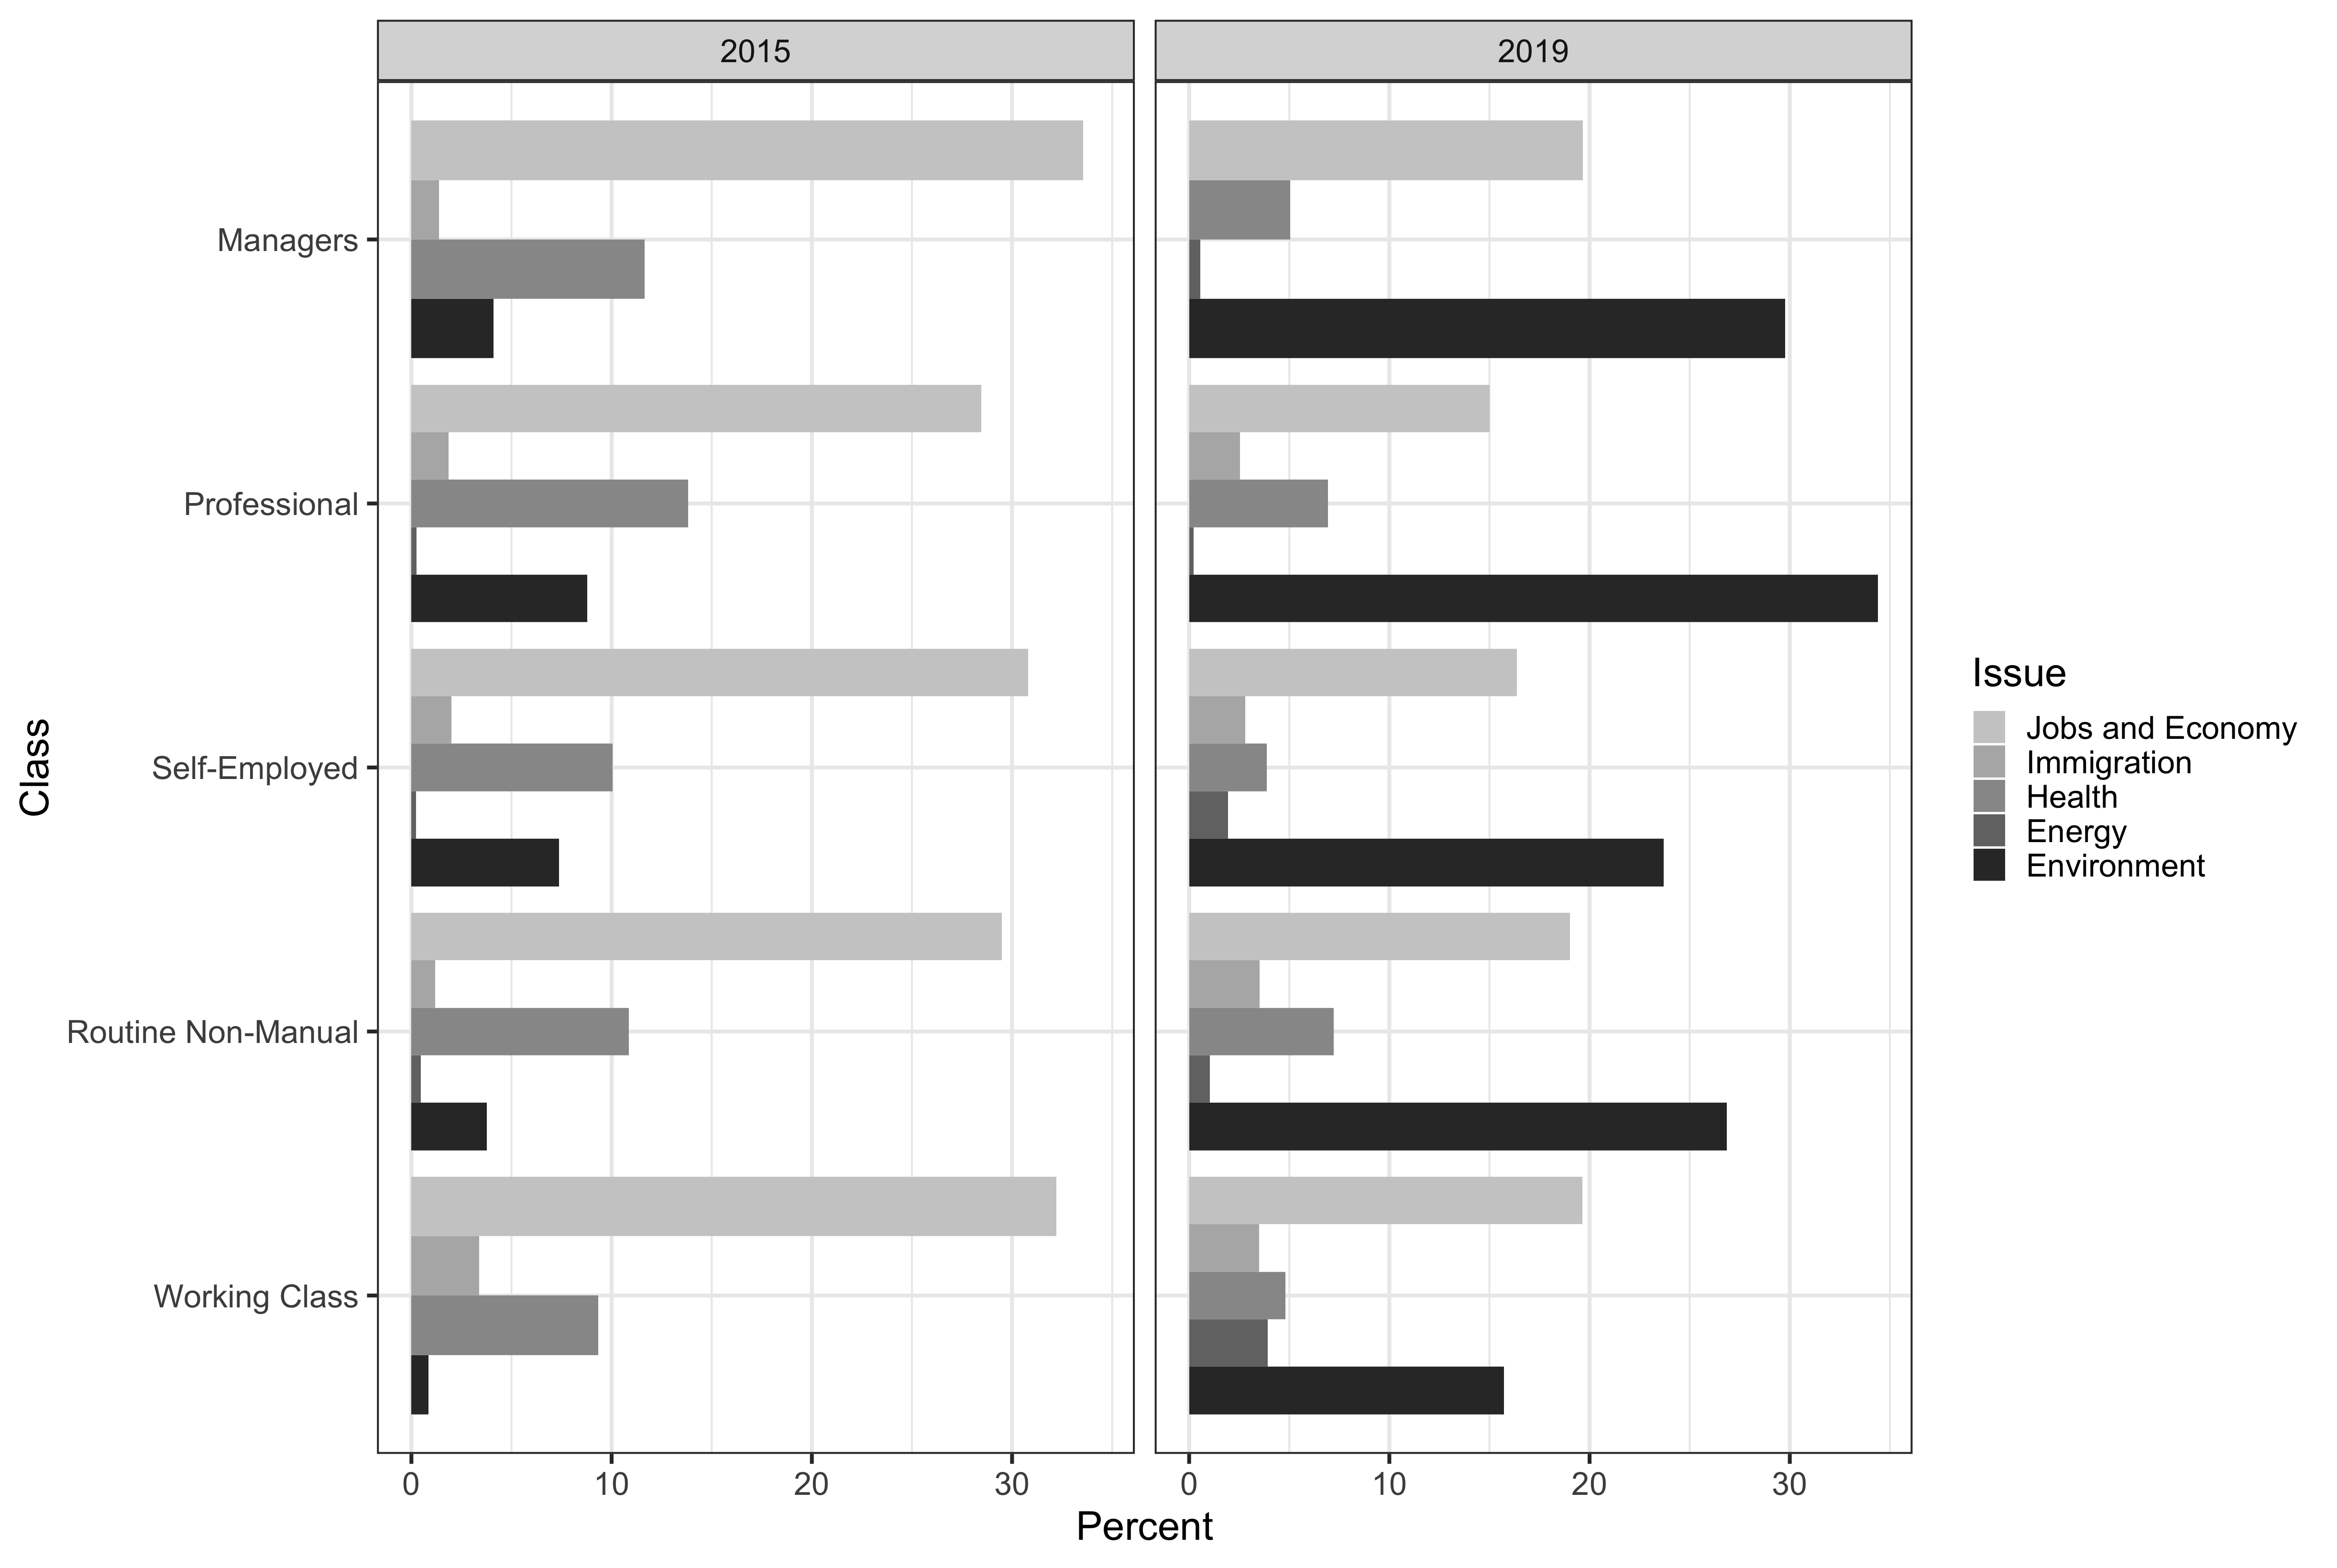 2015
2019
Class
Managers
Professional
Self-Employed
Routine Non-Manual
Working Class
0 10 20 30
0 10 20 30
Percent
Issue
Jobs and Economy
Immigration
Health
Energy
Environment